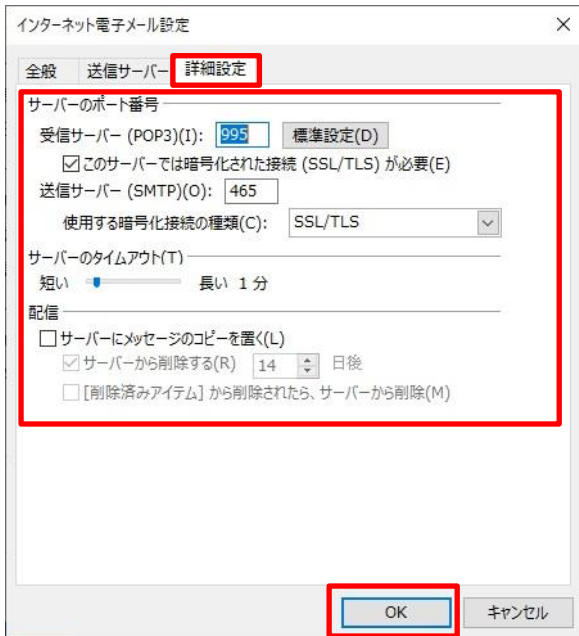 インターネット電子メール設定
全般 送信サーバー 詳細設定
サーバーのポート番号
受信サーバー (POP3)(I): 995 標準設定(D)
このサーバーでは暗号化された接続 (SSL/TLS) が必要(E)
送信サーバー (SMTP)(O): 465
使用する暗号化接続の種類(C): SSL/TLS
サーバーのタイムアウト(T)
短い 長い 1 分
配信
サーバーにメッセージのコピーを置く(L)
サーバーから削除する(R) 14 日後
[削除済みアイテム] から削除されたら、サーバーから削除(M)
OK キャンセル